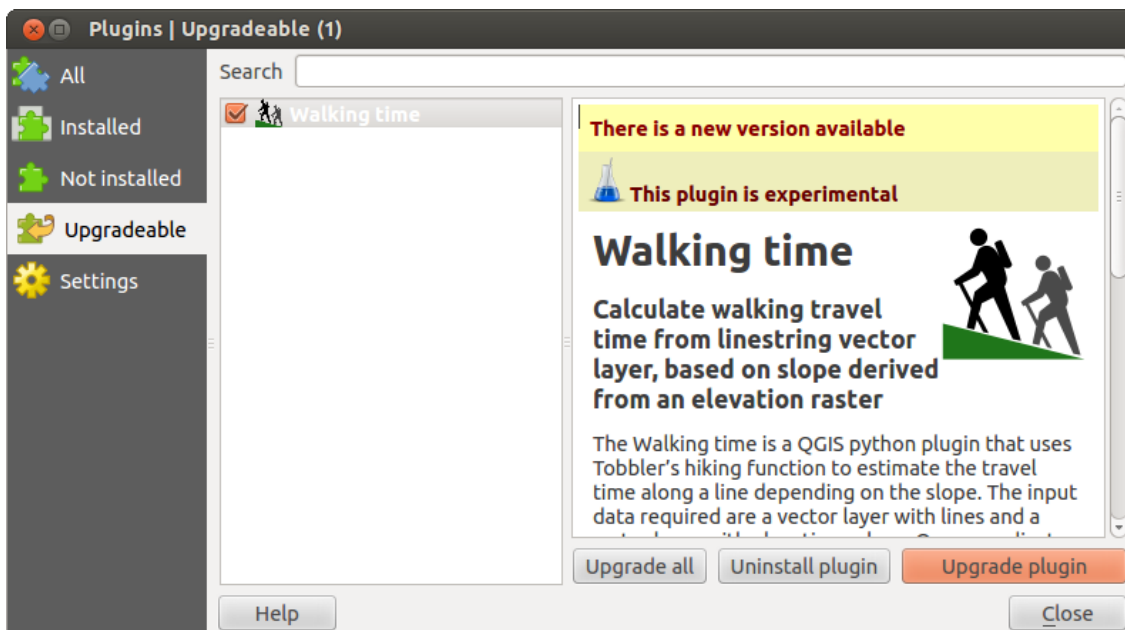 Plugins | Upgradeable (1)
All
Installed
Not installed
Upgradeable
Settings
Search
Walking time
There is a new version available
This plugin is experimental
Walking time
Calculate walking travel
time from linestring vector
layer, based on slope derived
from an elevation raster
The Walking time is a QGIS python plugin that uses
Tobbler's hiking function to estimate the travel
time along a line depending on the slope. The input
data required are a vector layer with lines and a
Upgrade all
Uninstall plugin
Upgrade plugin
Help
Close